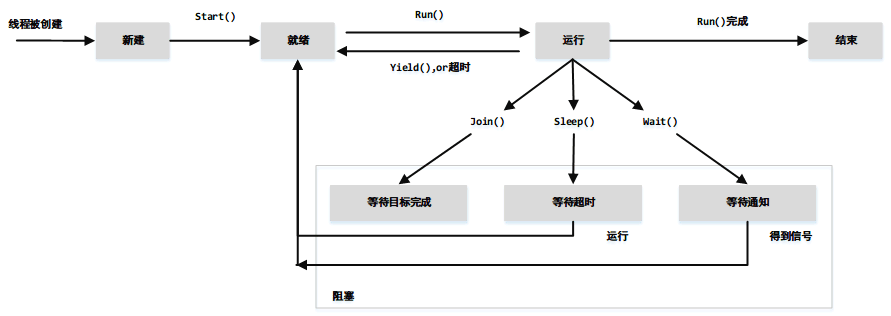 线程被创建
新建
Start()
就绪
Run()
Yield(),or超时
运行
Run()完成
结束
Join()
Sleep()
Wait()
等待目标完成
等待超时
等待通知
运行
得到信号
阻塞